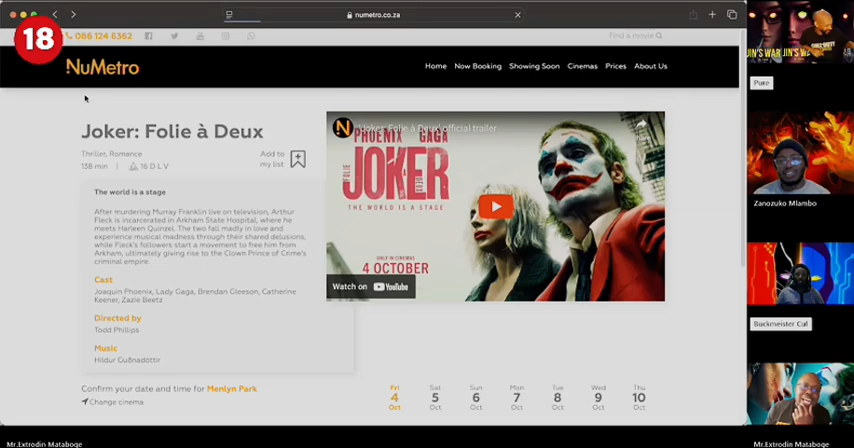 numetro.co.za
18
086 124 6362
Find a movie
NuMetro
Home Now Booking Showing Soon Cinemas Prices About Us
Joker: Folie à Deux
Thriller, Romance
138 min | 16 D L V
Add to
my list
The world is a stage
After murdering Murray Franklin live on television, Arthur
Fleck is incarcerated in Arkham State Hospital, where he
meets Harleen Quinzel. The two fall madly in love and
experience musical madness through their shared delusions,
while Fleck's followers start a movement to free him from
Arkham, ultimately giving rise to the Clown Prince of Crime's
criminal empire.
Cast
Joaquin Phoenix, Lady Gaga, Brendan Gleeson, Catherine
Keener, Zazie Beetz
Directed by
Todd Phillips
Music
Hildur Guðnadóttir
N 'Joker: Folie à Deux' official trailer
PHOENIX GAGA
FOLIE À DEUX
JOKER
THE WORLD IS A STAGE
ONLY IN CINEMAS
4 OCTOBER
Watch on YouTube
Confirm your date and time for Menlyn Park
Change cinema
Fri Sat Sun Mon Tue Wed Thu
4 5 6 7 8 9 10
Oct Oct Oct Oct Oct Oct Oct
JIN'S WAR
Zanozuko Mlambo
Buckmeister Cul
Mr.Extrodin Mataboge
Mr.Extrodin Mataboge